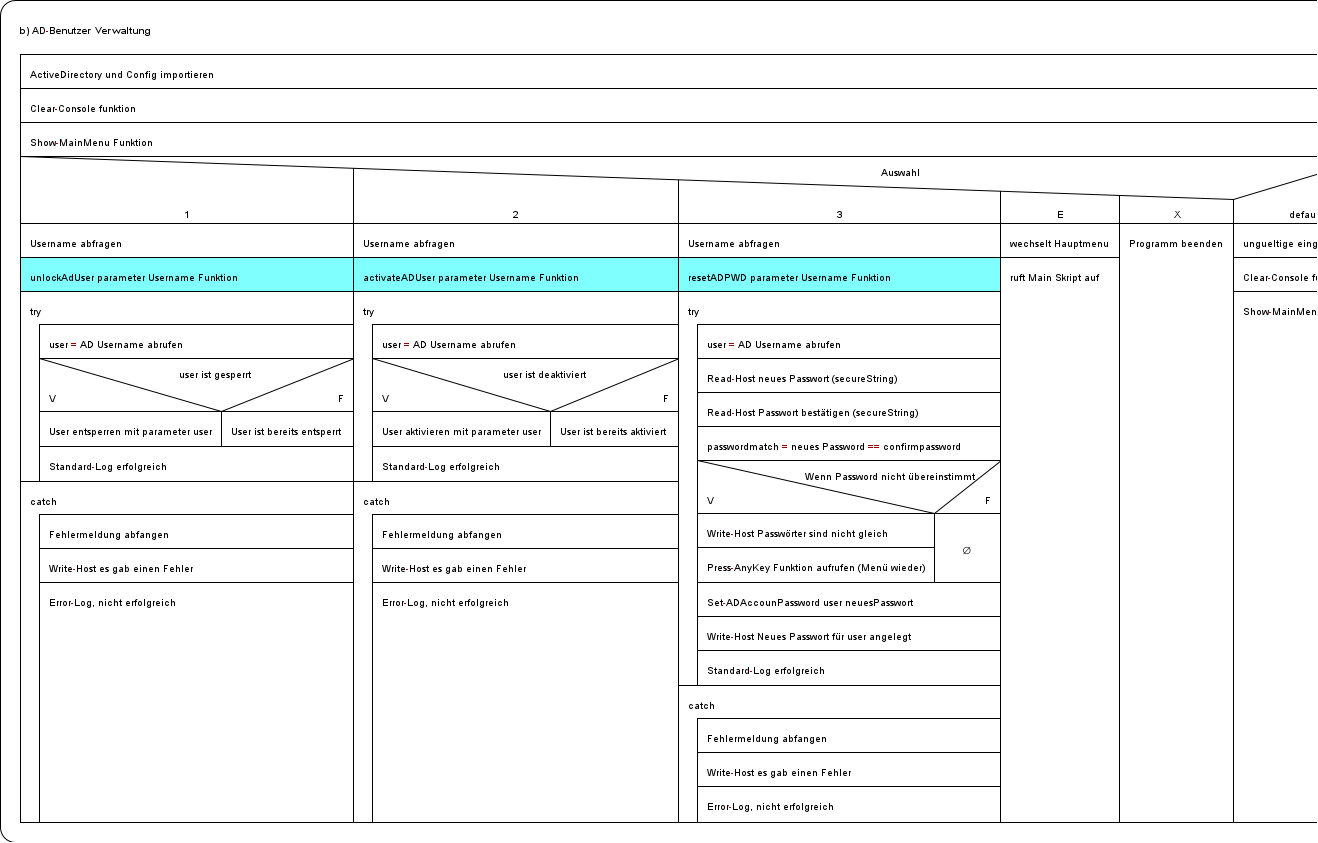 b) AD-Benutzer Verwaltung
ActiveDirectory und Config importieren
Clear-Console funktion
Show-MainMenu Funktion
Auswahl
1
2
3
E
X
defau
Username abfragen
Username abfragen
Username abfragen
wechselt Hauptmenu
Programm beenden
ungueltige eing
unlockAdUser parameter Username Funktion
activateADUser parameter Username Funktion
resetADPWD parameter Username Funktion
ruft Main Skript auf
Clear-Console fu
try
try
try
Show-MainMen
user = AD Username abrufen
user = AD Username abrufen
user = AD Username abrufen
user ist gesperrt
user ist deaktiviert
Read-Host neues Passwort (secureString)
V
F
V
F
Read-Host Passwort bestätigen (secureString)
User entsperren mit parameter user
User ist bereits entsperrt
User aktivieren mit parameter user
User ist bereits aktiviert
passwordmatch = neues Password == confirmpassword
Standard-Log erfolgreich
Standard-Log erfolgreich
Wenn Password nicht übereinstimmt
V
F
catch
catch
Fehlermeldung abfangen
Fehlermeldung abfangen
Write-Host Passwörter sind nicht gleich
Ø
Write-Host es gab einen Fehler
Write-Host es gab einen Fehler
Press-AnyKey Funktion aufrufen (Menü wieder)
Error-Log, nicht erfolgreich
Error-Log, nicht erfolgreich
Set-ADAccounPassword user neuesPasswort
Write-Host Neues Passwort für user angelegt
Standard-Log erfolgreich
catch
Fehlermeldung abfangen
Write-Host es gab einen Fehler
Error-Log, nicht erfolgreich